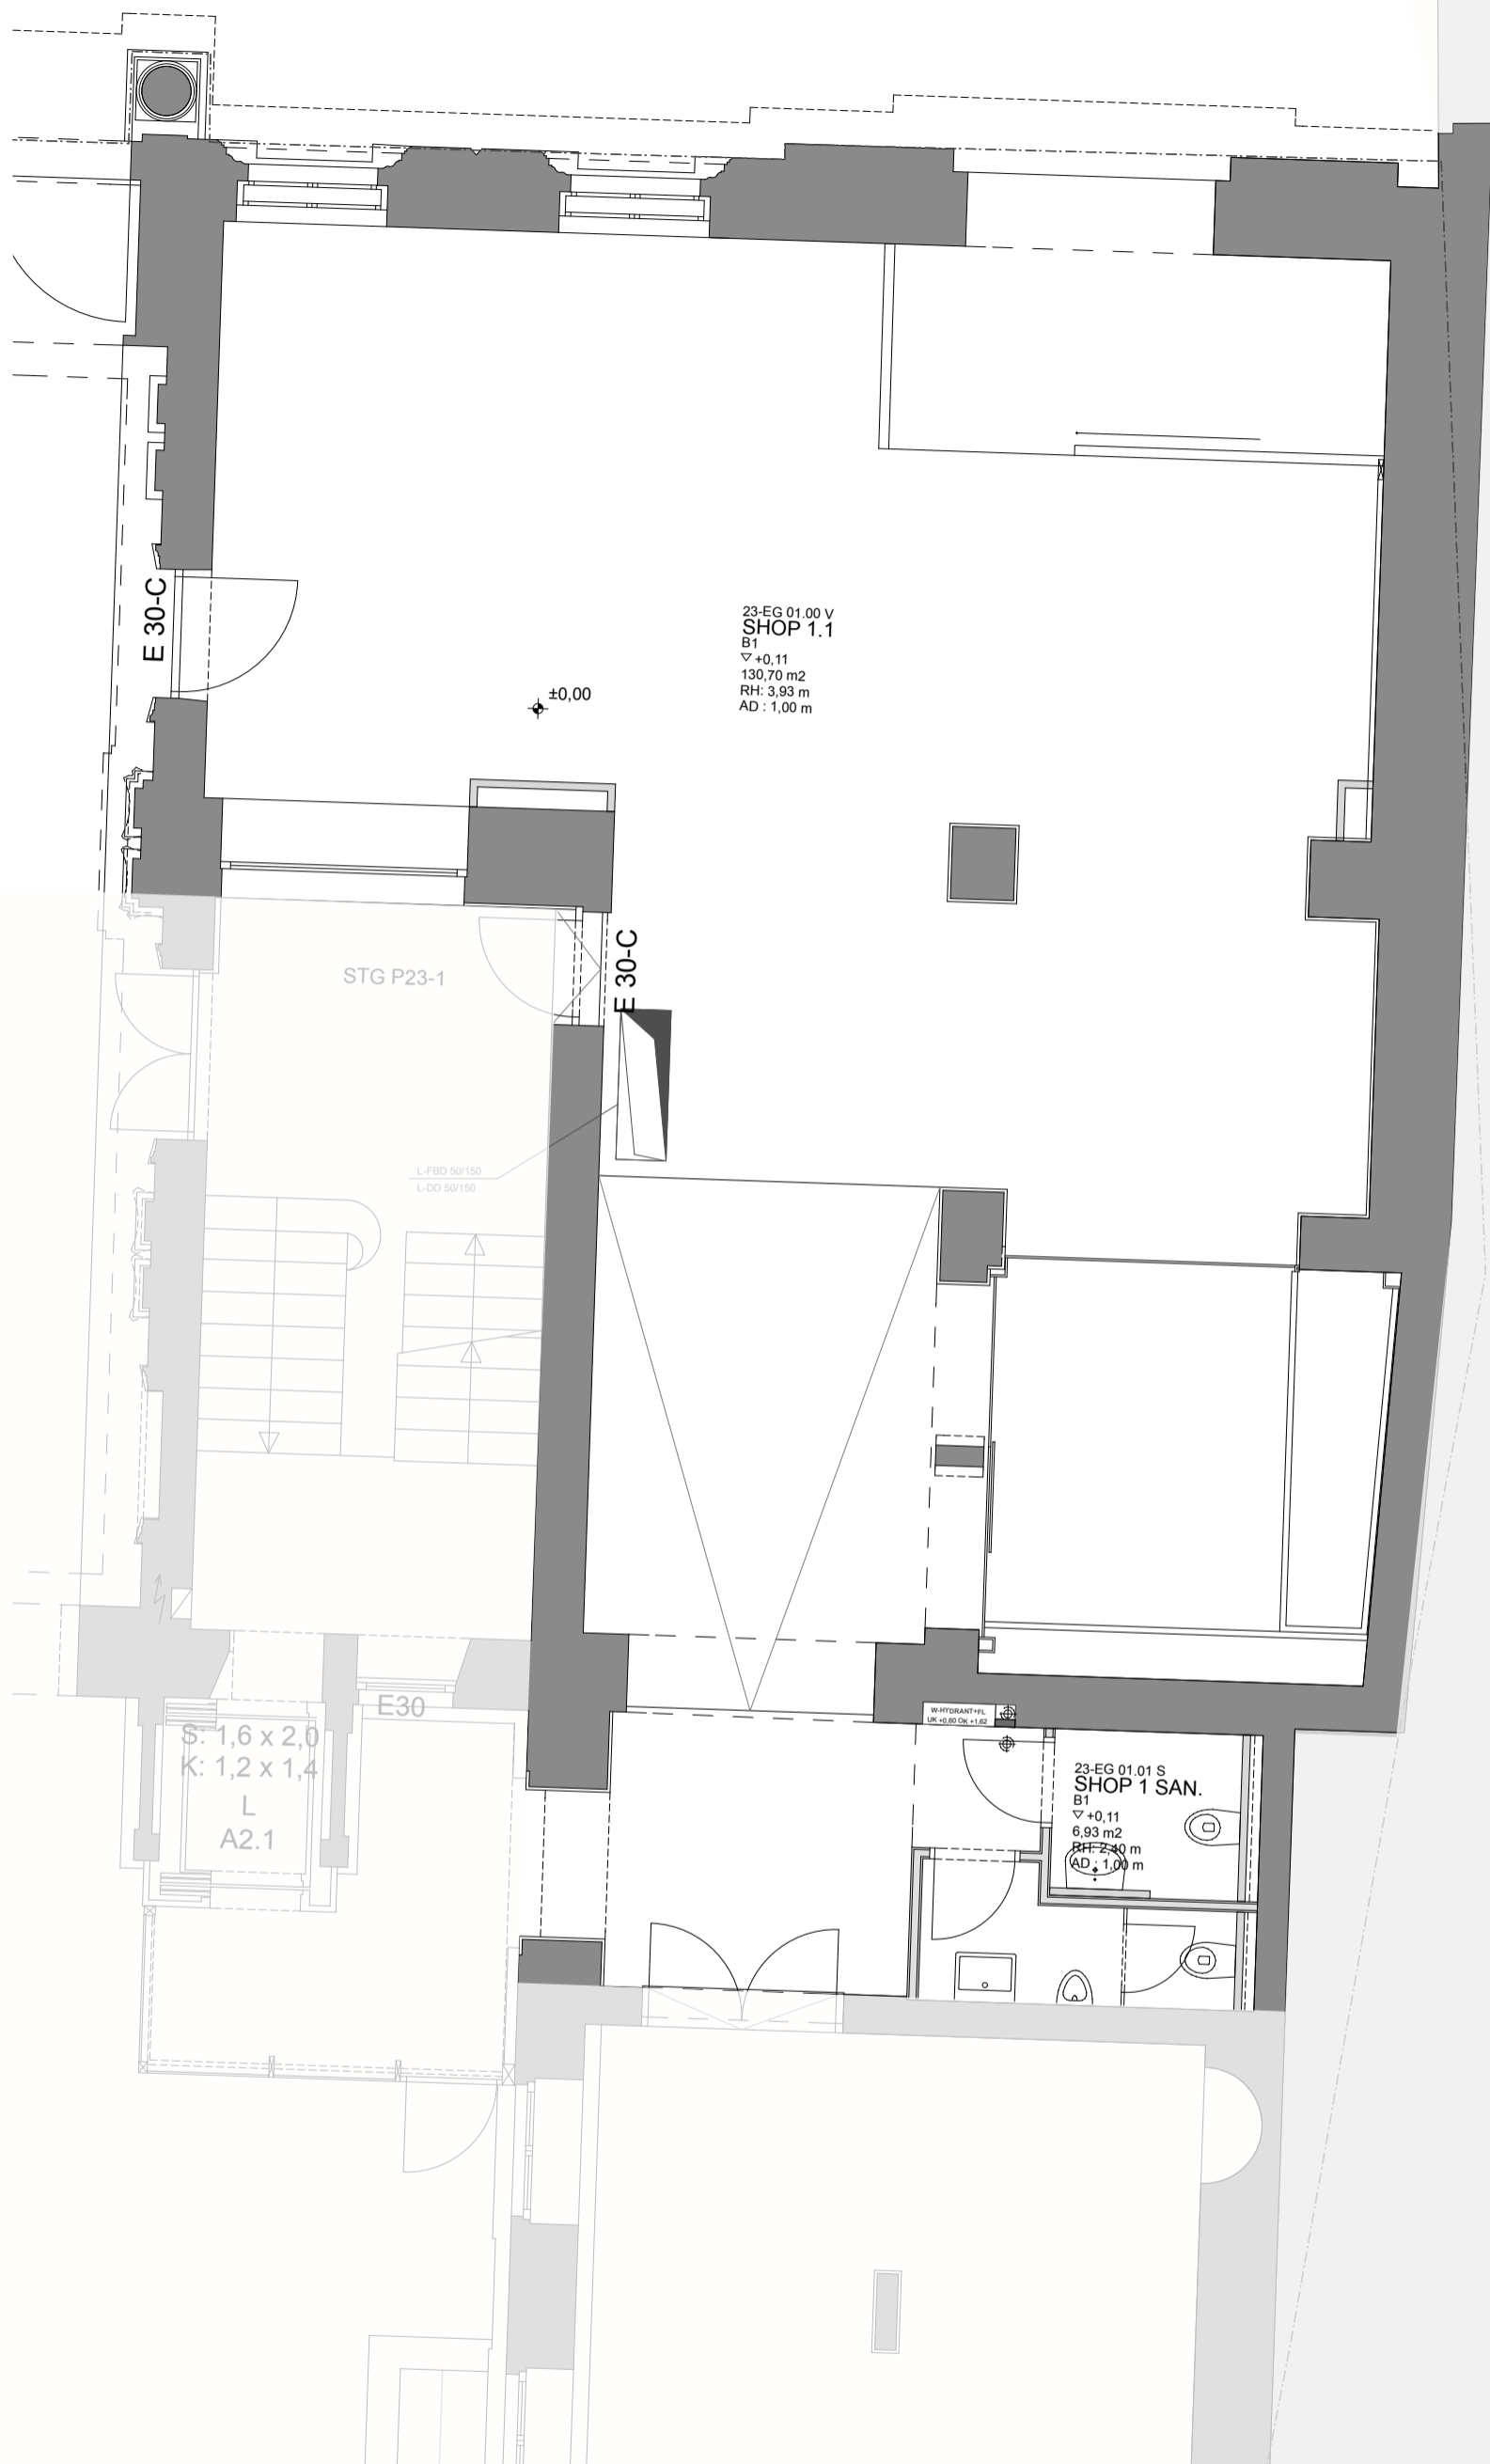 E 30-C
23-EG 01.00 V
SHOP 1.1
B1
▽ +0,11
130,70 m2
RH: 3,93 m
AD : 1,00 m
±0,00
STG P23-1
E 30-C
L-FBD 50/150
L-DD 50/150
E30
S: 1,6 x 2,0
K: 1,2 x 1,4
L
A2.1
W-HYDRANT+FL
UK +0,60 OK +1,62
23-EG 01.01 S
SHOP 1 SAN.
B1
▽ +0,11
6,93 m2
RH: 2,40 m
AD : 1,00 m